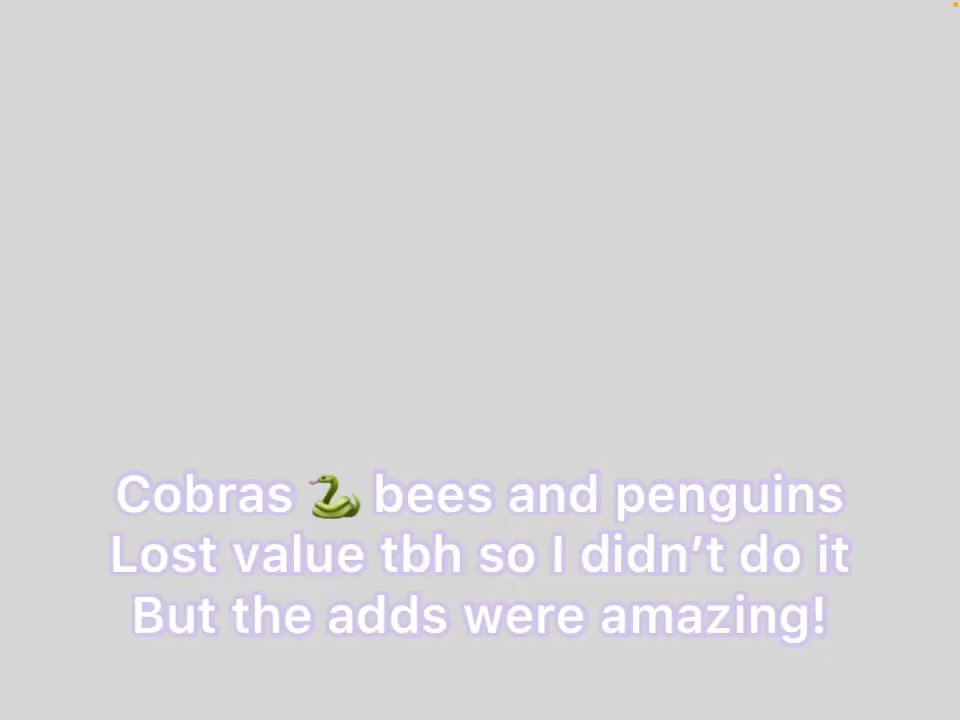 Cobras 🐍 bees and penguins
Lost value tbh so I didn’t do it
But the adds were amazing!